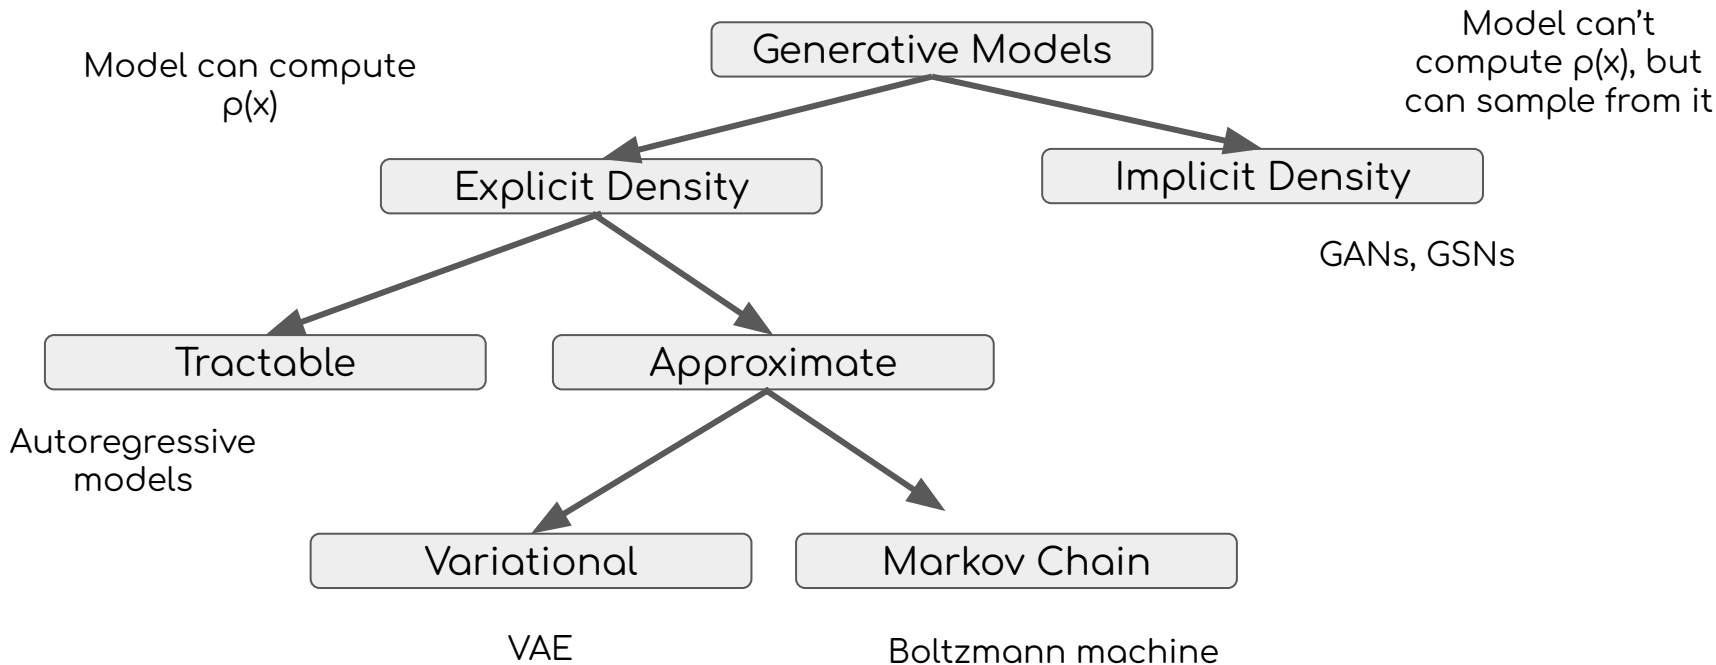 Generative Models
Model can compute
ρ(x)
Model can't
compute ρ(x), but
can sample from it
Explicit Density
Implicit Density
GANs, GSNs
Tractable
Approximate
Autoregressive
models
Variational
Markov Chain
VAE
Boltzmann machine